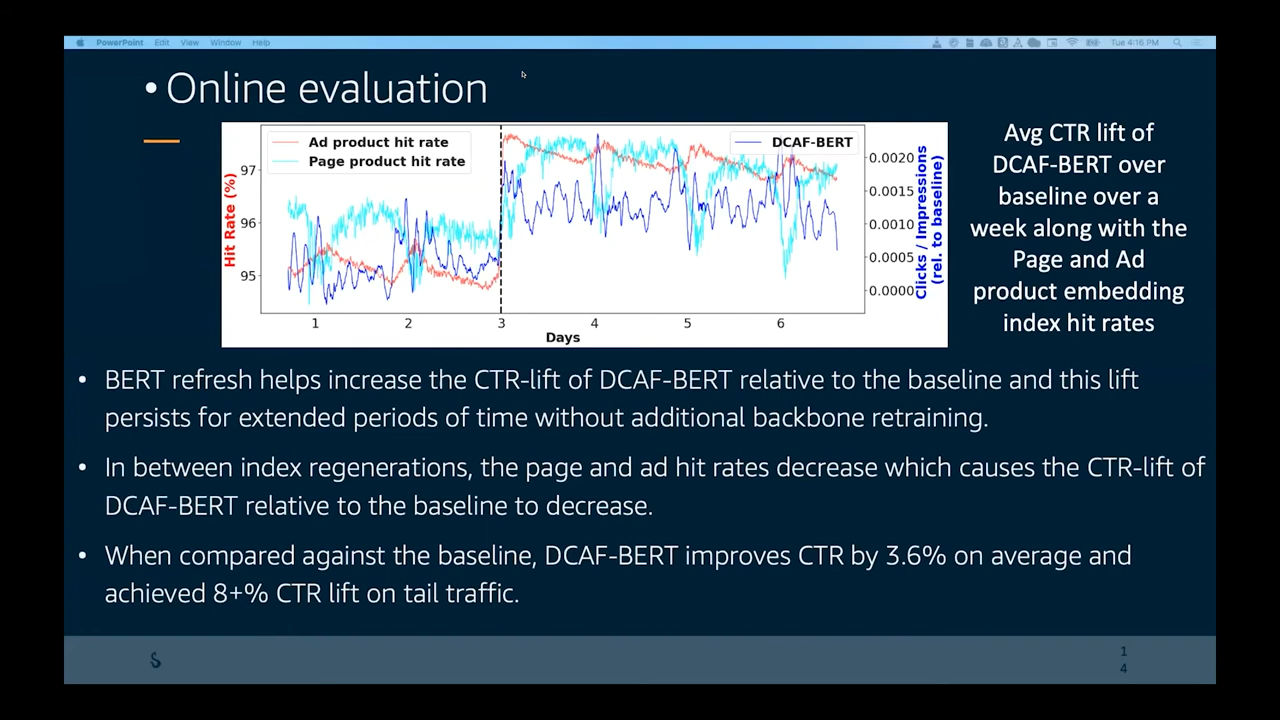 PowerPoint Edit View Window Help
Tue 4:16 PM
• Online evaluation
Ad product hit rate
Page product hit rate
DCAF-BERT
Hit Rate (%)
97
96
95
0.0020
0.0015
0.0010
0.0005
0.0000
Clicks / Impressions
(rel. to baseline)
1 2 3 4 5 6
Days
Avg CTR lift of
DCAF-BERT over
baseline over a
week along with the
Page and Ad
product embedding
index hit rates
• BERT refresh helps increase the CTR-lift of DCAF-BERT relative to the baseline and this lift
persists for extended periods of time without additional backbone retraining.
• In between index regenerations, the page and ad hit rates decrease which causes the CTR-lift of
DCAF-BERT relative to the baseline to decrease.
• When compared against the baseline, DCAF-BERT improves CTR by 3.6% on average and
achieved 8+% CTR lift on tail traffic.
1
4